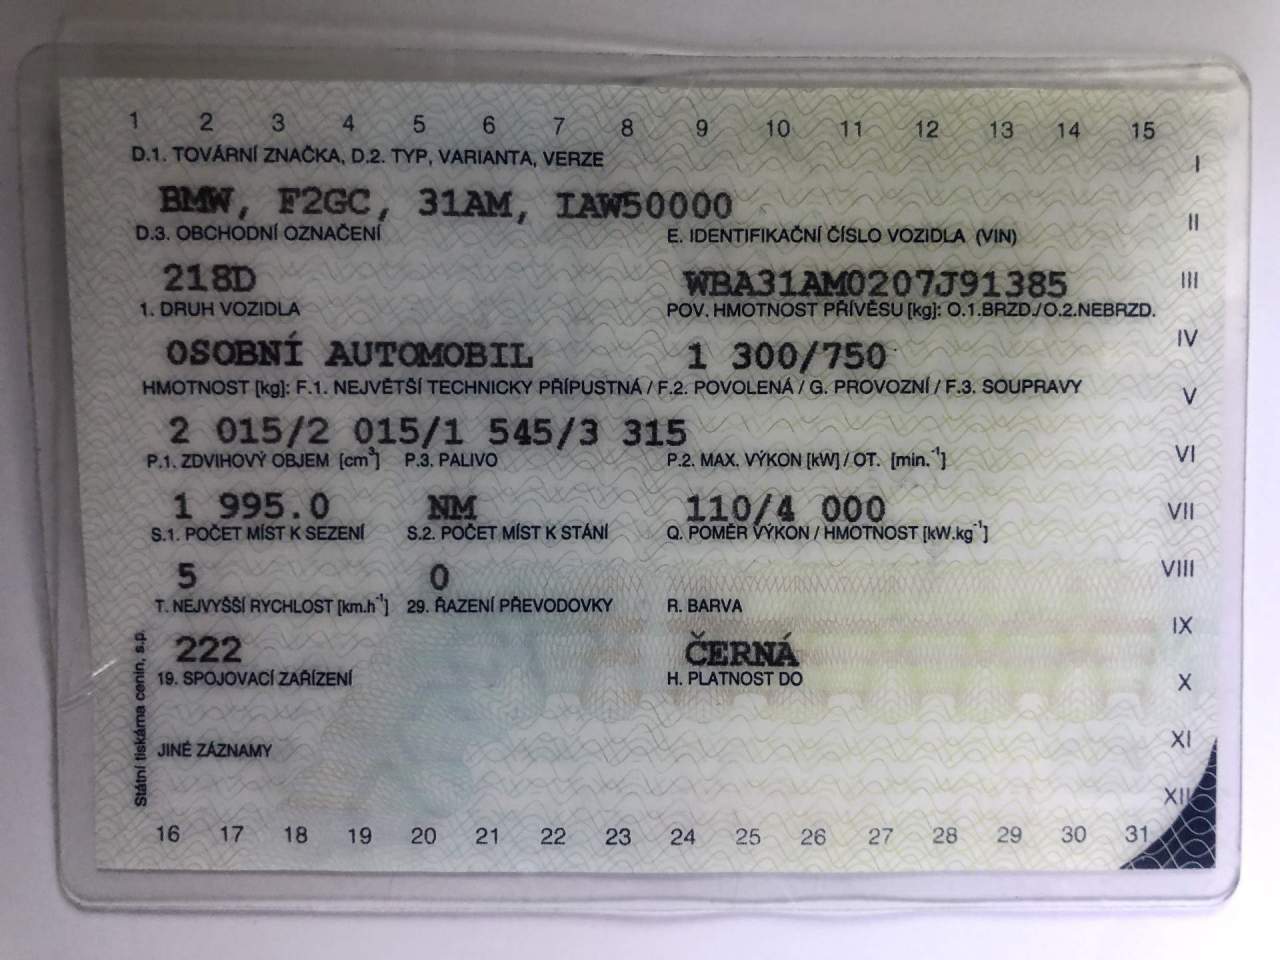 1 2 3 4 5 6 7 8 9 10 11 12 13 14 15
D.1. TOVÁRNÍ ZNAČKA, D.2. TYP, VARIANTA, VERZE
I
BMW, F2GC, 31AM, IAW50000
II
D.3. OBCHODNÍ OZNAČENÍ E. IDENTIFIKAČNÍ ČÍSLO VOZIDLA (VIN)
218D WBA31AM0207J91385
III
1. DRUH VOZIDLA POV. HMOTNOST PŘÍVĚSU [kg]: O.1.BRZD./O.2.NEBRZD.
IV
OSOBNÍ AUTOMOBIL 1 300/750
HMOTNOST [kg]: F.1. NEJVĚTŠÍ TECHNICKY PŘÍPUSTNÁ / F.2. POVOLENÁ / G. PROVOZNÍ / F.3. SOUPRAVY
V
2 015/2 015/1 545/3 315
P.1. ZDVIHOVÝ OBJEM [cm³] P.3. PALIVO P.2. MAX. VÝKON [kW] / OT. [min.⁻¹]
VI
1 995.0 NM 110/4 000
VII
S.1. POČET MÍST K SEZENÍ S.2. POČET MÍST K STÁNÍ Q. POMĚR VÝKON / HMOTNOST [kW.kg⁻¹]
5 0
VIII
T. NEJVYŠŠÍ RYCHLOST [km.h⁻¹] 29. ŘAZENÍ PŘEVODOVKY R. BARVA
IX
222 ČERNÁ
19. SPOJOVACÍ ZAŘÍZENÍ H. PLATNOST DO
X
XI
JINÉ ZÁZNAMY
XII
16 17 18 19 20 21 22 23 24 25 26 27 28 29 30 31
Státní tiskárna cenin, s.p.